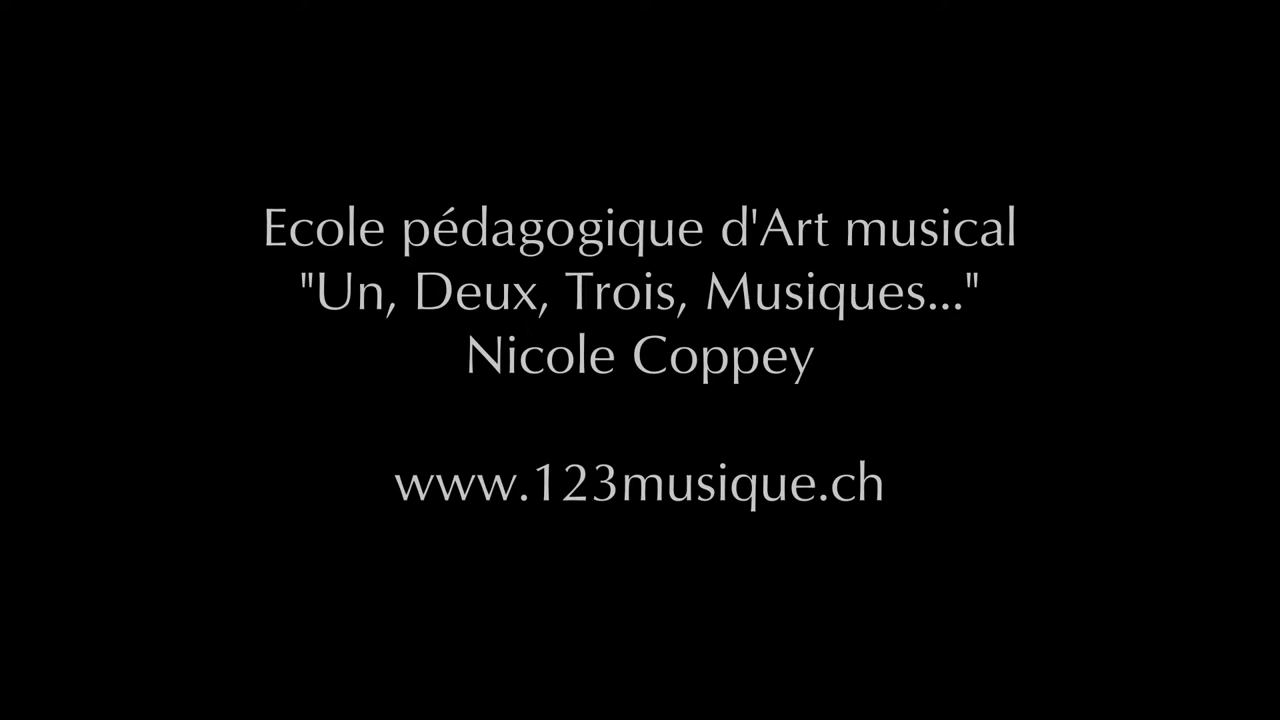 Ecole pédagogique d'Art musical
"Un, Deux, Trois, Musiques..."
Nicole Coppey
www.123musique.ch